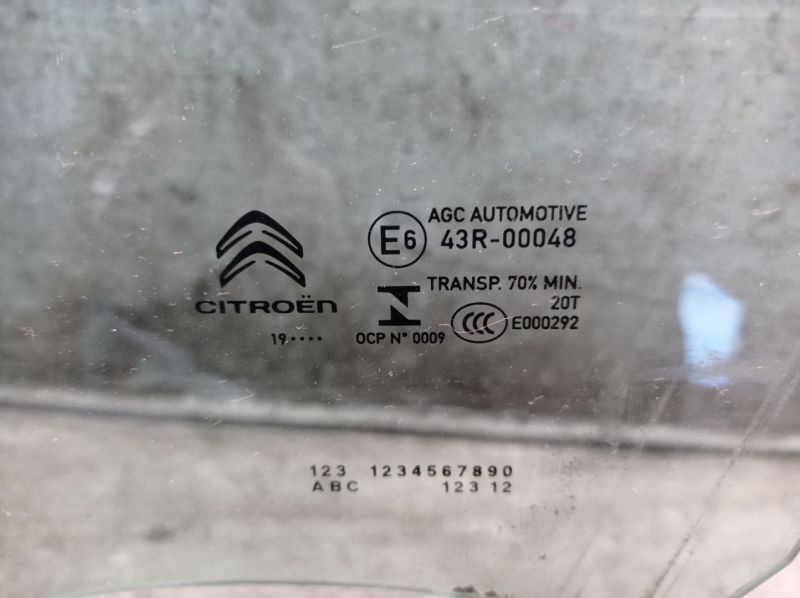 CITROËN
19····
AGC AUTOMOTIVE
E6 43R-00048
TRANSP. 70% MIN.
20T
OCP N° 0009
CCC E000292
123 1234567890
ABC 123 12